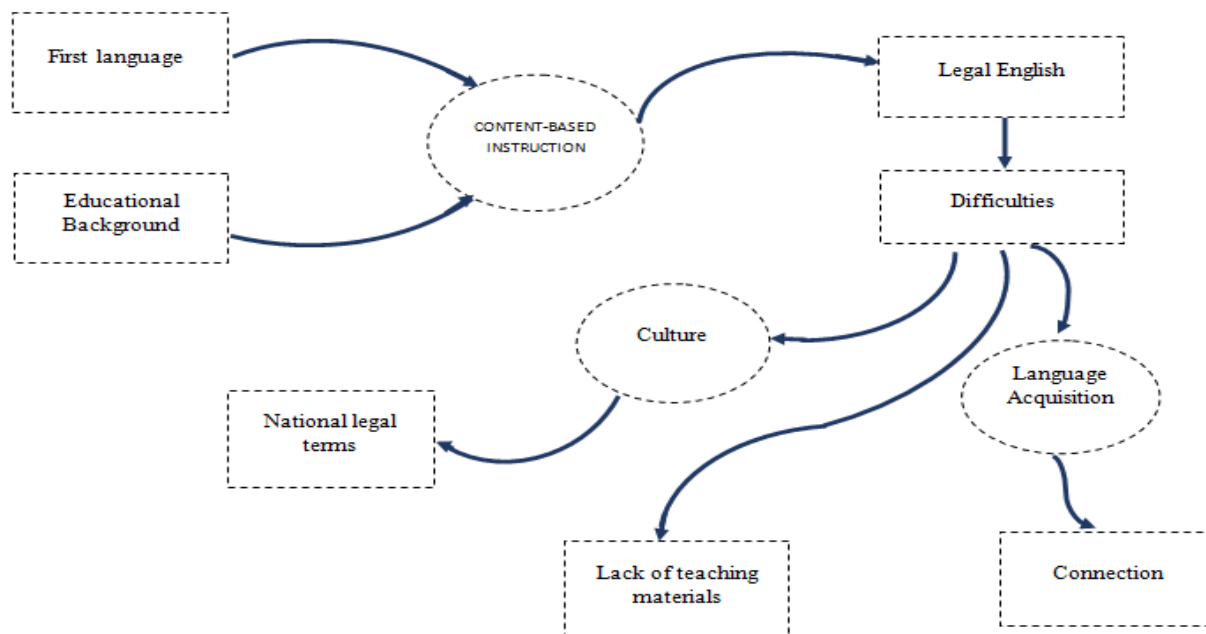 First language
Legal English
CONTENT-BASED
INSTRUCTION
Educational
Background
Difficulties
Culture
Language
Acquisition
National legal
terms
Lack of teaching
materials
Connection